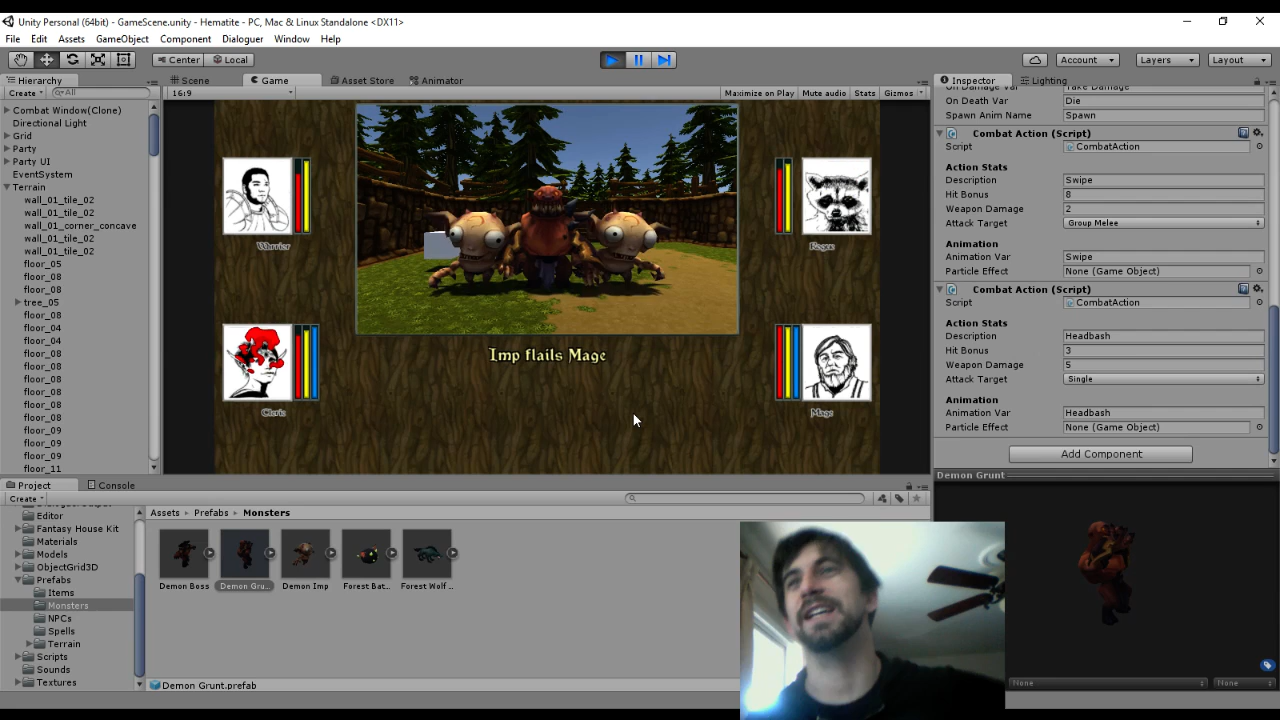 Unity Personal (64bit) - GameScene.unity - Hematite - PC, Mac & Linux Standalone <DX11>
File Edit Assets GameObject Component Dialoguer Window Help
Center Local Account Layers Layout
Hierarchy Scene Game Asset Store Animator Inspector Lighting
Create All 16:9 Maximize on Play Mute audio Stats Gizmos
Combat Window(Clone)
Directional Light
Grid
Party
Party UI
EventSystem
Terrain
wall_01_tile_02
wall_01_tile_02
wall_01_corner_concave
wall_01_tile_02
wall_01_tile_02
floor_05
floor_08
floor_08
tree_05
floor_08
floor_04
floor_04
floor_08
floor_08
floor_08
floor_08
floor_08
floor_08
floor_09
floor_09
floor_09
floor_11
Warrior
Rogue
Cleric
Mage
Imp flails Mage
On Damage Var Take Damage
On Death Var Die
Spawn Anim Name Spawn
Combat Action (Script)
Script CombatAction
Action Stats
Description Swipe
Hit Bonus 8
Weapon Damage 2
Attack Target Group Melee
Animation
Animation Var Swipe
Particle Effect None (Game Object)
Combat Action (Script)
Script CombatAction
Action Stats
Description Headbash
Hit Bonus 3
Weapon Damage 5
Attack Target Single
Animation
Animation Var Headbash
Particle Effect None (Game Object)
Add Component
Demon Grunt
None None
Project Console
Create
Editor
Fantasy House Kit
Materials
Models
ObjectGrid3D
Prefabs
Items
Monsters
NPCs
Spells
Terrain
Scripts
Sounds
Textures
Assets Prefabs Monsters
Demon Boss Demon Gru... Demon Imp Forest Bat... Forest Wolf ...
Demon Grunt.prefab